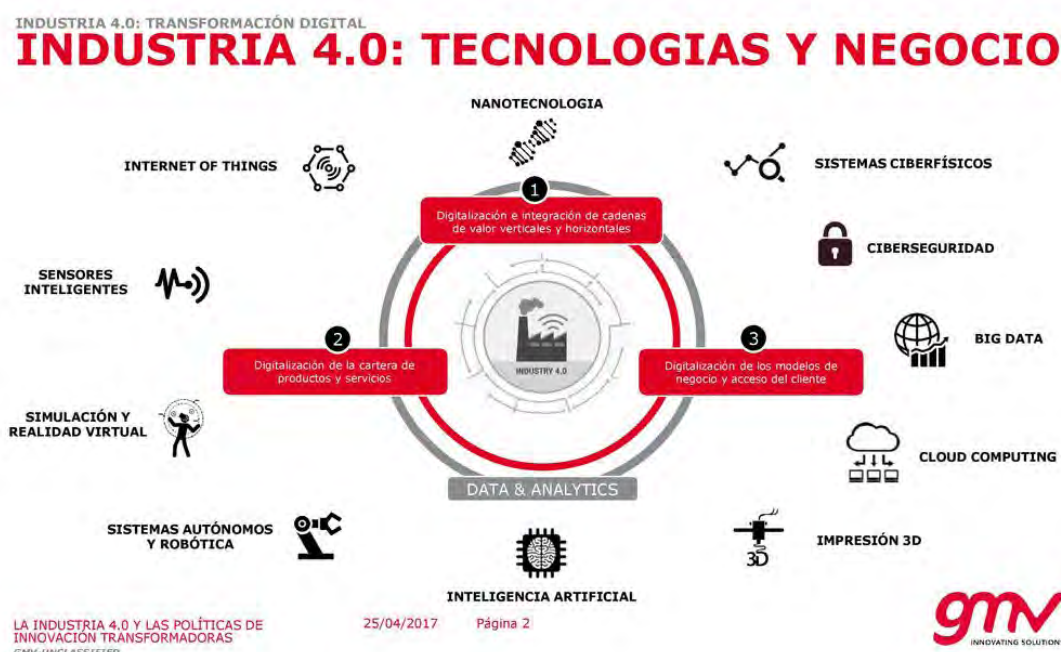 INDUSTRIA 4.0: TRANSFORMACIÓN DIGITAL
INDUSTRIA 4.0: TECNOLOGIAS Y NEGOCIO
NANOTECNOLOGIA
INTERNET OF THINGS
SISTEMAS CIBERFÍSICOS
1
Digitalización e integración de cadenas
de valor verticales y horizontales
CIBERSEGURIDAD
SENSORES
INTELIGENTES
2
Digitalización de la cartera de
productos y servicios
INDUSTRY 4.0
3
Digitalización de los modelos de
negocio y acceso del cliente
BIG DATA
SIMULACIÓN Y
REALIDAD VIRTUAL
CLOUD COMPUTING
DATA & ANALYTICS
SISTEMAS AUTÓNOMOS
Y ROBÓTICA
3D
IMPRESIÓN 3D
INTELIGENCIA ARTIFICIAL
LA INDUSTRIA 4.0 Y LAS POLÍTICAS DE
INNOVACIÓN TRANSFORMADORAS
GMV-UNCLASSIFIED
25/04/2017
Página 2
gmv
INNOVATING SOLUTION